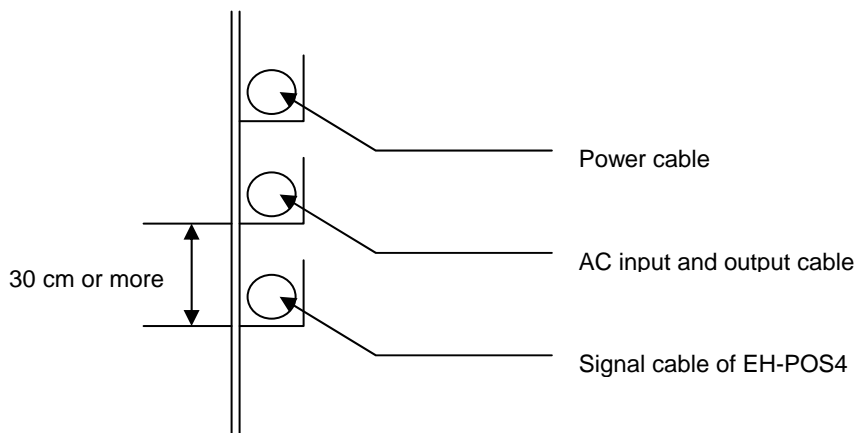 Power cable
AC input and output cable
30 cm or more
Signal cable of EH-POS4